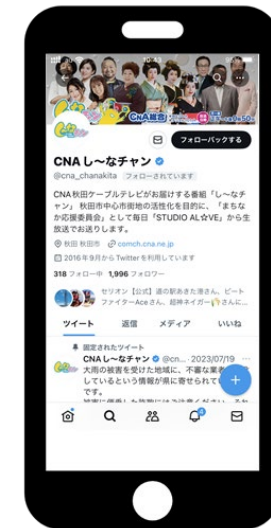 10:43
CNA総合
フォローバックする
CNA し〜なチャン
@cna_chanakita フォローされています
CNA秋田ケーブルテレビがお届けする番組「し〜なチ
ャン」 秋田市中心市街地の活性化を目的に、「まちな
か応援委員会」として毎日「STUDIO AL☆VE」から生
放送でお送りします。
秋田 秋田市 comch.cna.ne.jp
2016年9月からTwitterを利用しています
318 フォロー中 1,996 フォロワー
セリオン【公式】道の駅あきた港さん、ビート
ファイターAceさん、超神ネイガーさんに...
ツイート 返信 メディア いいね
固定されたツイート
CNA し〜なチャン @cn... · 2023/07/19 ...
大雨の被害を受けた地域に、不審な業者
しているという情報が県に寄せられて
です。